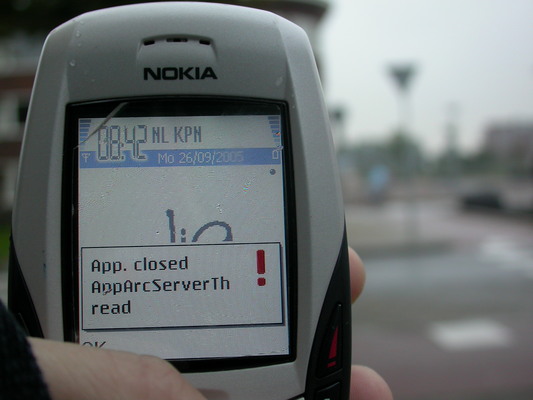 NOKIA
08:42 NL KPN
Mo 26/09/2005
App. closed
AppArcServerTh
read
OK